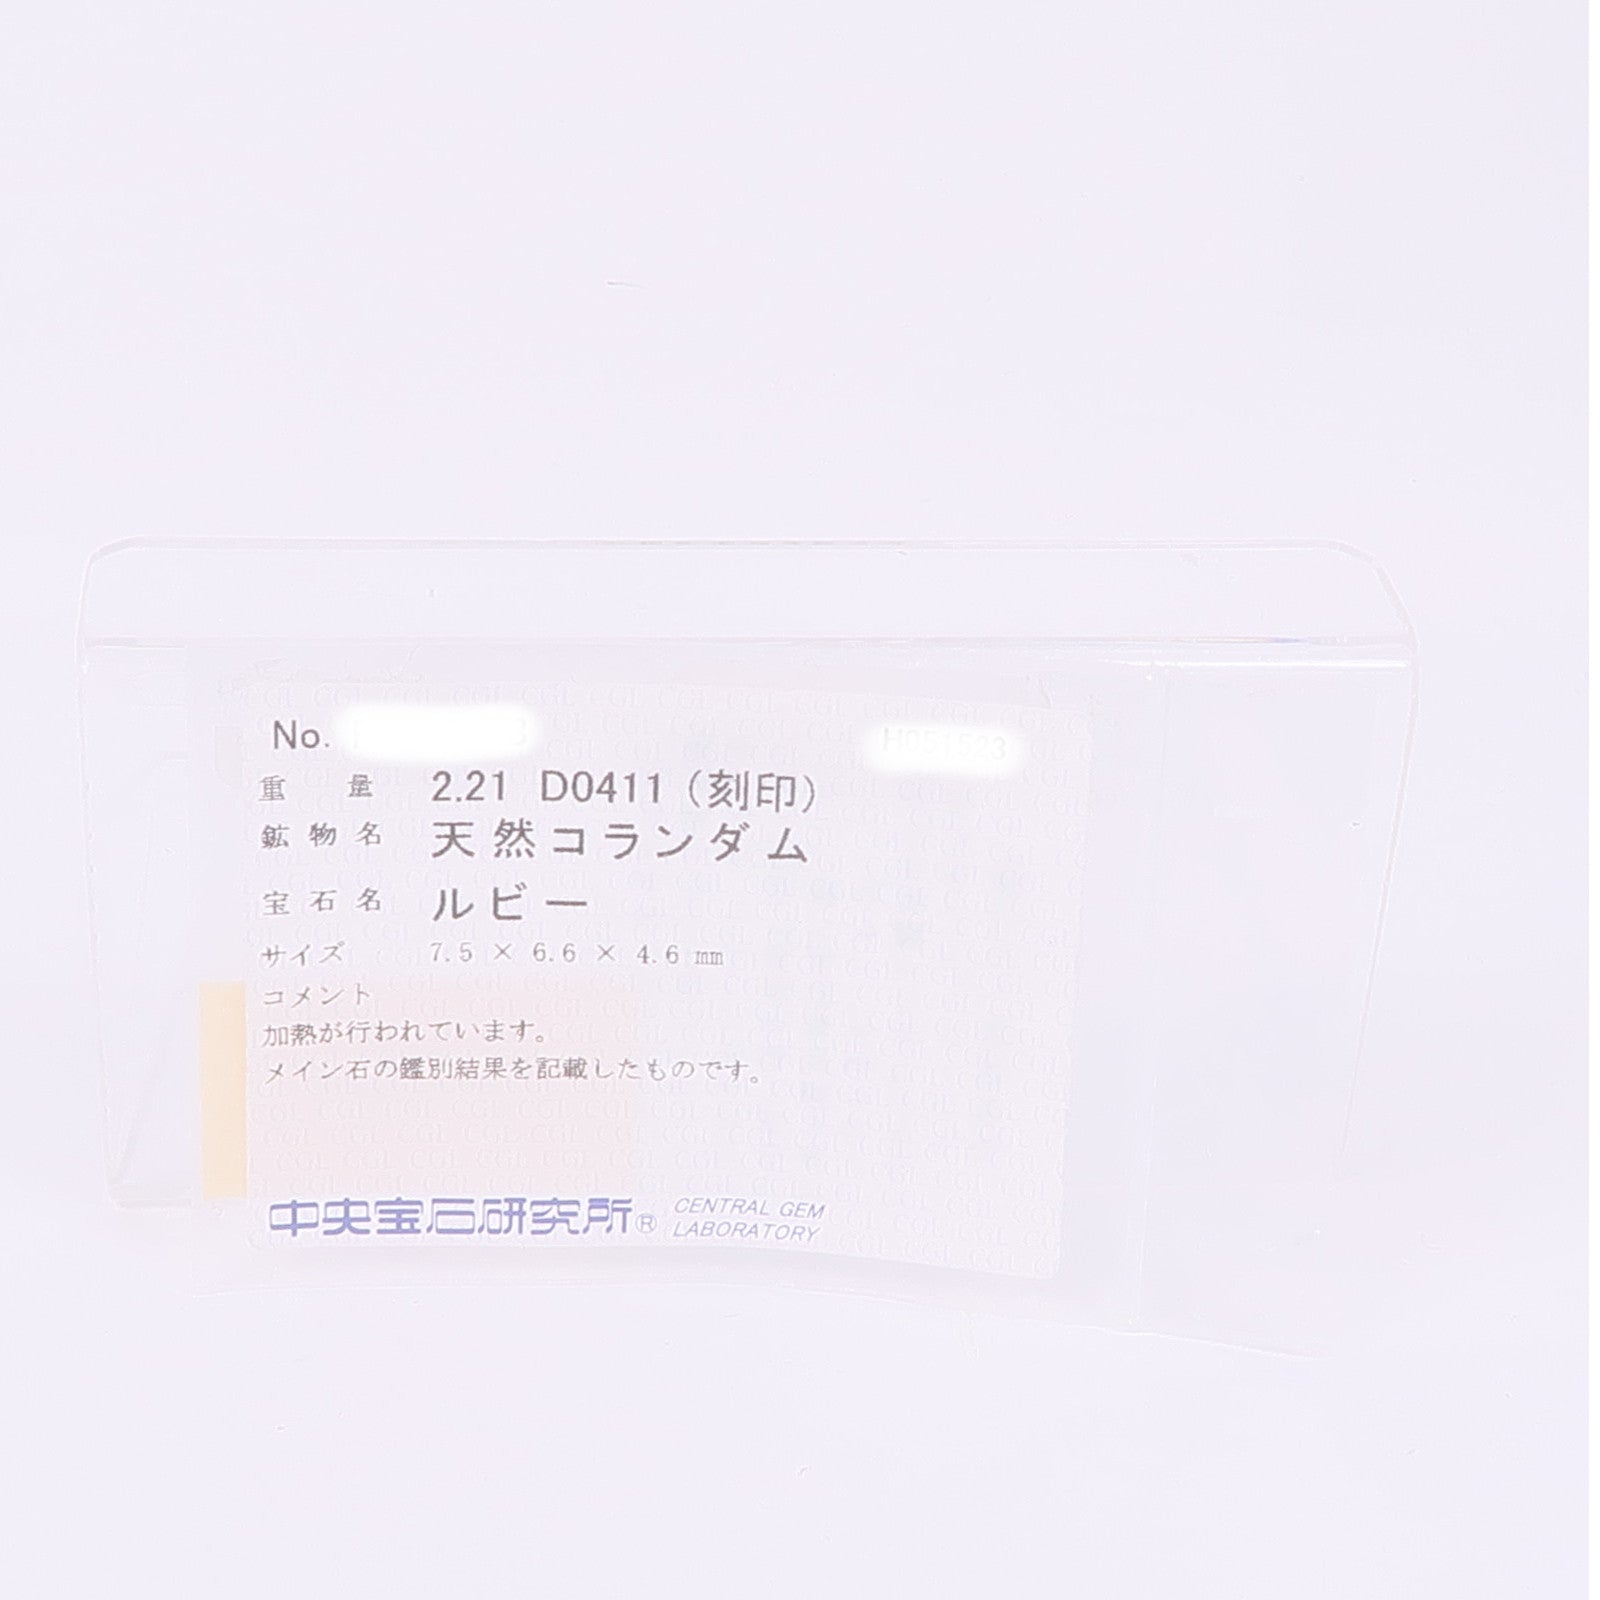 No.
H051523
重量 2.21 D0411 (刻印)
鉱物名 天然コランダム
宝石名 ルビー
サイズ 7.5 × 6.6 × 4.6 mm
コメント
加熱が行われています。
メイン石の鑑別結果を記載したものです。
中央宝石研究所® CENTRAL GEM
LABORATORY